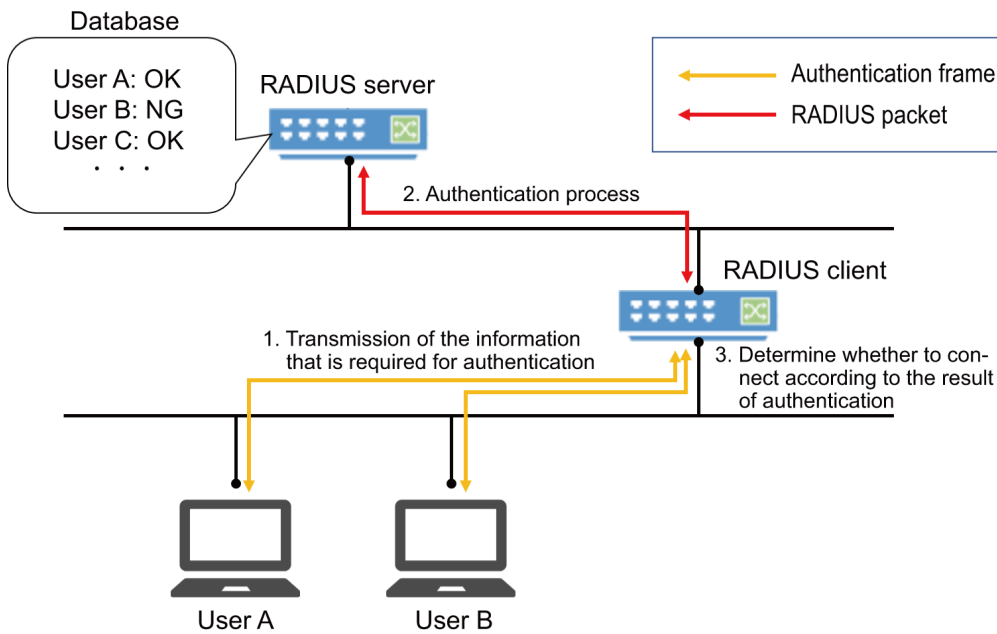 Database
User A: OK
User B: NG
User C: OK
· · ·
RADIUS server
Authentication frame
RADIUS packet
2. Authentication process
RADIUS client
1. Transmission of the information
that is required for authentication
3. Determine whether to con-
nect according to the result
of authentication
User A
User B